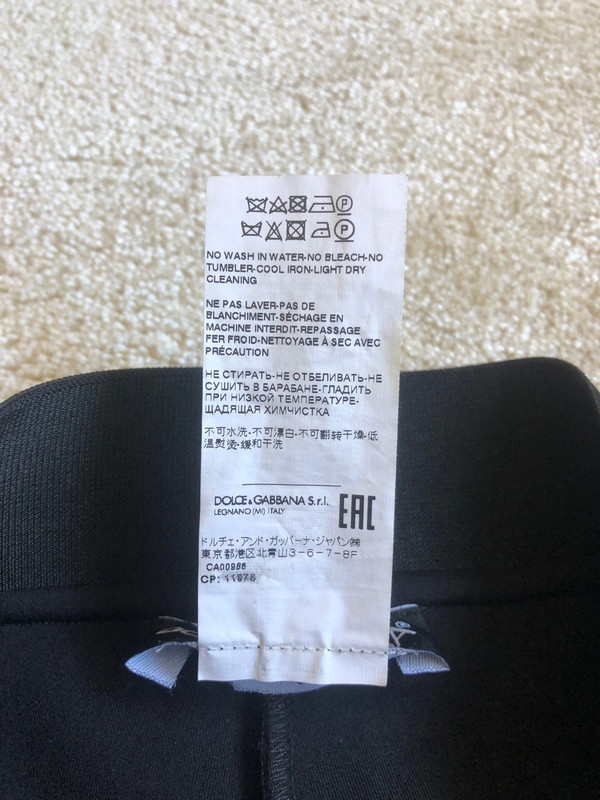 NO WASH IN WATER-NO BLEACH-NO
TUMBLER-COOL IRON-LIGHT DRY
CLEANING
NE PAS LAVER-PAS DE
BLANCHIMENT-SÉCHAGE EN
MACHINE INTERDIT-REPASSAGE
FER FROID-NETTOYAGE À SEC AVEC
PRÉCAUTION
НЕ СТИРАТЬ-НЕ ОТБЕЛИВАТЬ-НЕ
СУШИТЬ В БАРАБАНЕ-ГЛАДИТЬ
ПРИ НИЗКОЙ ТЕМПЕРАТУРЕ-
ЩАДЯЩАЯ ХИМЧИСТКА
不可水洗-不可漂白-不可翻转干燥-低
温熨烫-缓和干洗
DOLCE&GABBANA S.r.l.
LEGNANO (MI) ITALY
EAC
ドルチェ・アンド・ガッバーナ・ジャパン㈱
東京都港区北青山3-6-7-8F
CA00986
CP: 11978